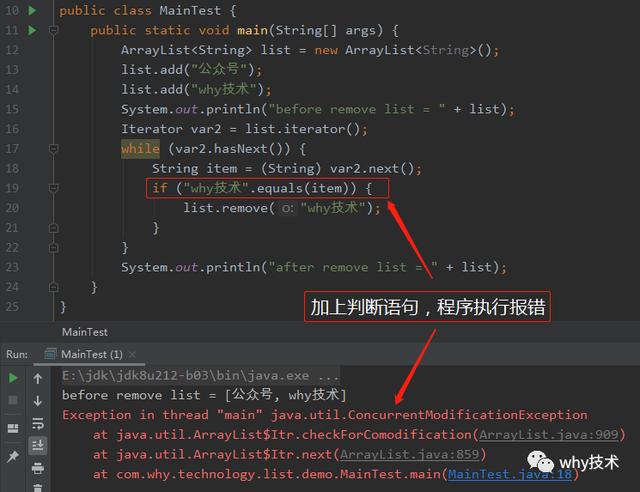 10 public class MainTest {
11 public static void main(String[] args) {
12 ArrayList<String> list = new ArrayList<String>();
13 list.add("公众号");
14 list.add("why技术");
15 System.out.println("before remove list = " + list);
16 Iterator var2 = list.iterator();
17 while (var2.hasNext()) {
18 String item = (String) var2.next();
19 if ("why技术".equals(item)) {
20 list.remove( o: "why技术");
21 }
22 }
23 System.out.println("after remove list = " + list);
24 }
25 }
加上判断语句，程序执行报错
MainTest
Run: MainTest (1) ×
E:\jdk\jdk8u212-b03\bin\java.exe ...
before remove list = [公众号, why技术]
Exception in thread "main" java.util.ConcurrentModificationException
at java.util.ArrayList$Itr.checkForComodification(ArrayList.java:909)
at java.util.ArrayList$Itr.next(ArrayList.java:859)
at com.why.technology.list.demo.MainTest.main(MainTest.java:18)
why技术